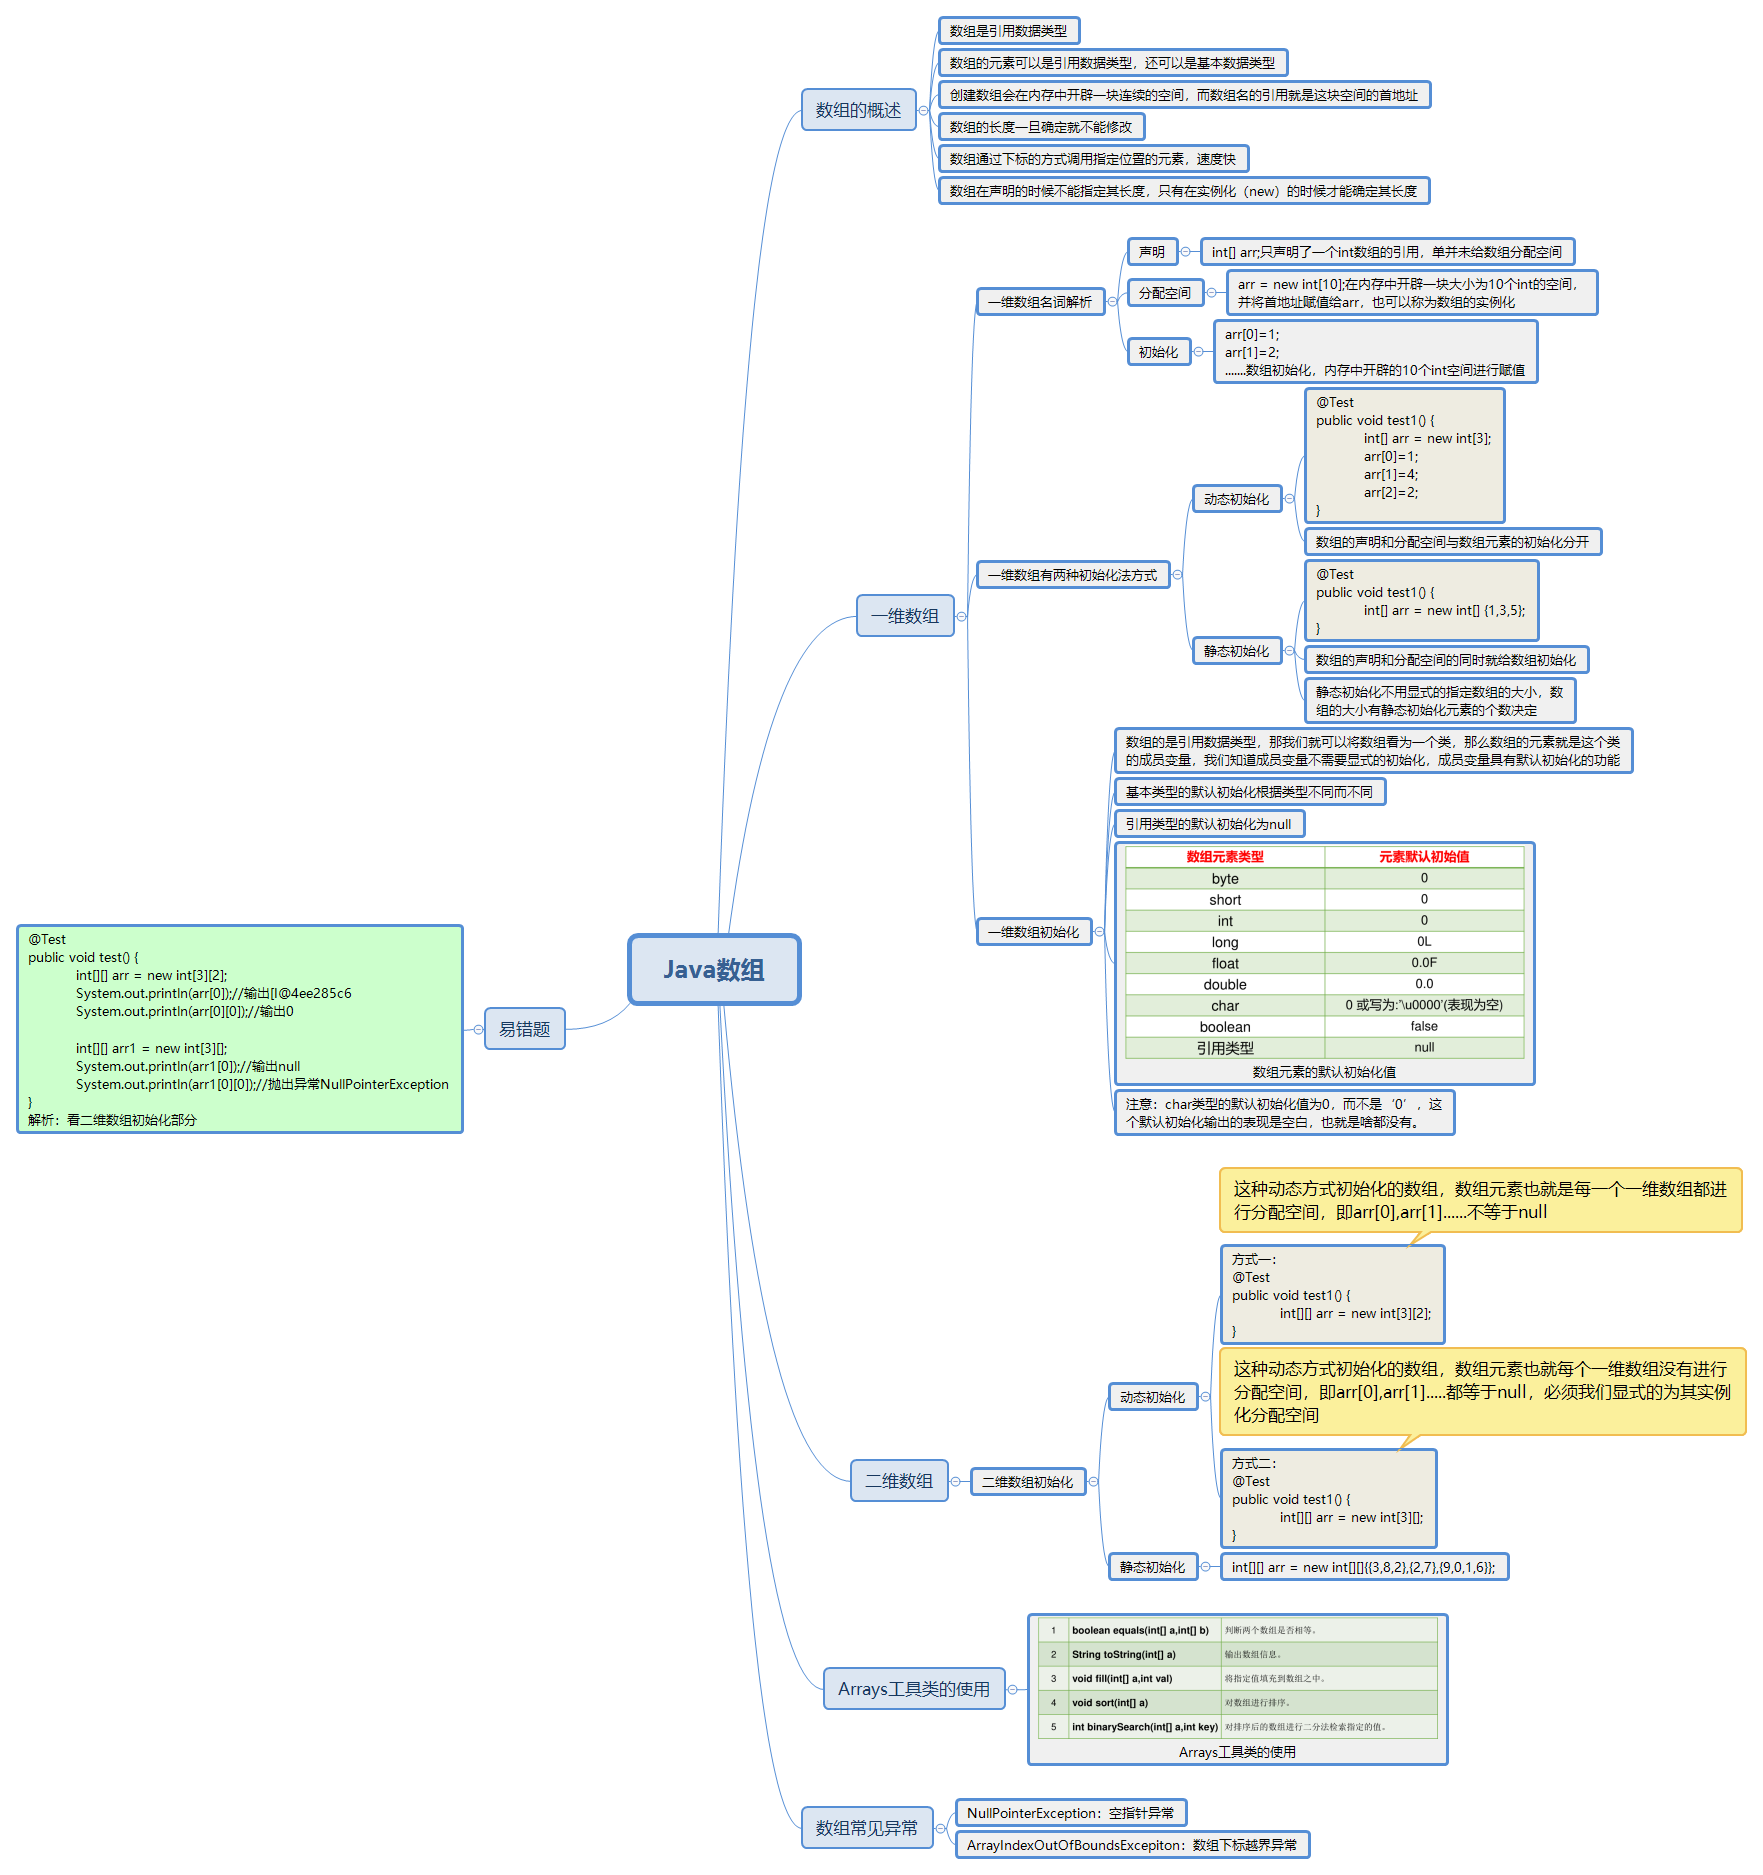 数组是引用数据类型
数组的元素可以是引用数据类型，还可以是基本数据类型
创建数组会在内存中开辟一块连续的空间，而数组名的引用就是这块空间的首地址
数组的概述
数组的长度一旦确定就不能修改
数组通过下标的方式调用指定位置的元素，速度快
数组在声明的时候不能指定其长度，只有在实例化（new）的时候才能确定其长度
声明
int[] arr;只声明了一个int数组的引用，单并未给数组分配空间
一维数组名词解析
分配空间
arr = new int[10];在内存中开辟一块大小为10个int的空间，
并将首地址赋值给arr，也可以称为数组的实例化
初始化
arr[0]=1;
arr[1]=2;
.......数组初始化，内存中开辟的10个int空间进行赋值
@Test
public void test1() {
int[] arr = new int[3];
arr[0]=1;
arr[1]=4;
arr[2]=2;
}
动态初始化
数组的声明和分配空间与数组元素的初始化分开
一维数组有两种初始化法方式
@Test
public void test1() {
int[] arr = new int[] {1,3,5};
}
一维数组
静态初始化
数组的声明和分配空间的同时就给数组初始化
静态初始化不用显式的指定数组的大小，数
组的大小有静态初始化元素的个数决定
数组的是引用数据类型，那我们就可以将数组看为一个类，那么数组的元素就是这个类
的成员变量，我们知道成员变量不需要显式的初始化，成员变量具有默认初始化的功能
基本类型的默认初始化根据类型不同而不同
引用类型的默认初始化为null
一维数组初始化
数组元素类型 元素默认初始值
byte 0
short 0
int 0
long 0L
float 0.0F
double 0.0
char 0 或写为:'\u0000'(表现为空)
boolean false
引用类型 null
数组元素的默认初始化值
注意：char类型的默认初始化值为0，而不是‘0’，这
个默认初始化输出的表现是空白，也就是啥都没有。
Java数组
易错题
@Test
public void test() {
int[][] arr = new int[3][2];
System.out.println(arr[0]);//输出[I@4ee285c6
System.out.println(arr[0][0]);//输出0
int[][] arr1 = new int[3][];
System.out.println(arr1[0]);//输出null
System.out.println(arr1[0][0]);//抛出异常NullPointerException
}
解析：看二维数组初始化部分
这种动态方式初始化的数组，数组元素也就是每一个一维数组都进
行分配空间，即arr[0],arr[1]......不等于null
方式一：
@Test
public void test1() {
int[][] arr = new int[3][2];
}
这种动态方式初始化的数组，数组元素也就每个一维数组没有进行
分配空间，即arr[0],arr[1].....都等于null，必须我们显式的为其实例
化分配空间
动态初始化
方式二：
@Test
public void test1() {
int[][] arr = new int[3][];
}
二维数组
二维数组初始化
静态初始化
int[][] arr = new int[][]{{3,8,2},{2,7},{9,0,1,6}};
Arrays工具类的使用
1 boolean equals(int[] a,int[] b) 判断两个数组是否相等。
2 String toString(int[] a) 输出数组信息。
3 void fill(int[] a,int val) 将指定值填充到数组之中。
4 void sort(int[] a) 对数组进行排序。
5 int binarySearch(int[] a,int key) 对排序后的数组进行二分法检索指定的值。
Arrays工具类的使用
数组常见异常
NullPointerException：空指针异常
ArrayIndexOutOfBoundsExcepiton：数组下标越界异常